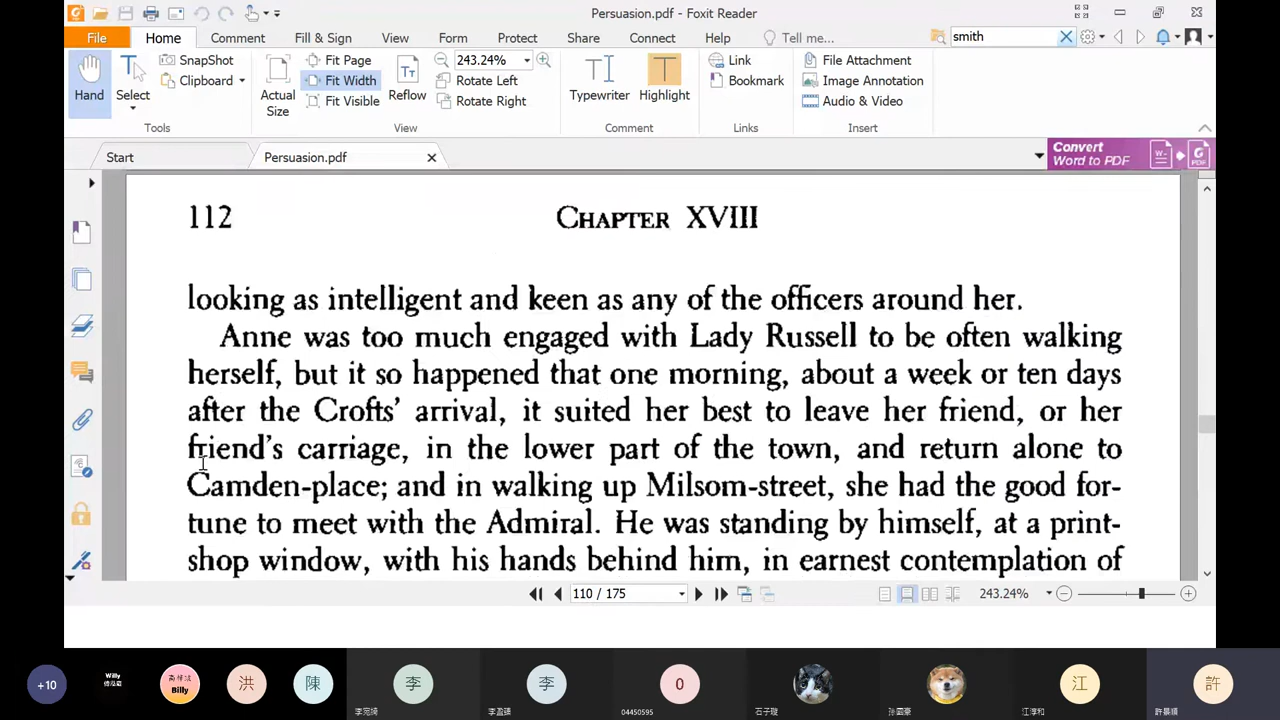 Persuasion.pdf - Foxit Reader
File Home Comment Fill & Sign View Form Protect Share Connect Help Tell me... smith
Hand
Select
SnapShot
Clipboard
Tools
Actual Size
Fit Page
Fit Width
Fit Visible
Reflow
243.24%
Rotate Left
Rotate Right
View
Typewriter
Highlight
Comment
Link
Bookmark
Links
File Attachment
Image Annotation
Audio & Video
Insert
Start
Persuasion.pdf
Convert
Word to PDF
112 CHAPTER XVIII
looking as intelligent and keen as any of the officers around her.
Anne was too much engaged with Lady Russell to be often walking
herself, but it so happened that one morning, about a week or ten days
after the Crofts' arrival, it suited her best to leave her friend, or her
friend's carriage, in the lower part of the town, and return alone to
Camden-place; and in walking up Milsom-street, she had the good for-
tune to meet with the Admiral. He was standing by himself, at a print-
shop window, with his hands behind him, in earnest contemplation of
110 / 175
243.24%
+10
Willy
Billy
洪
陳
李
李
0
江
許
04450595